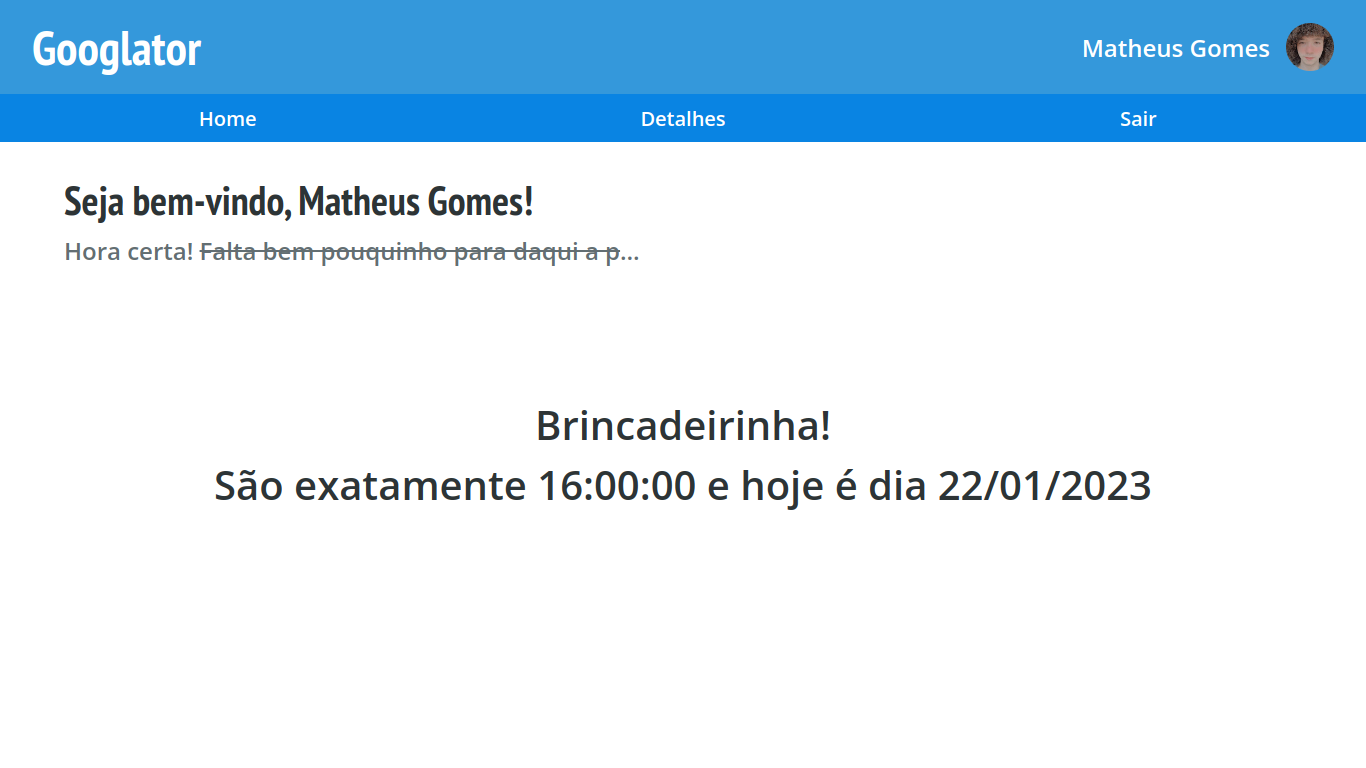 Googlator
Matheus Gomes
Home
Detalhes
Sair
Seja bem-vindo, Matheus Gomes!
Hora certa! Falta bem pouquinho para daqui a p...
Brincadeirinha!
São exatamente 16:00:00 e hoje é dia 22/01/2023